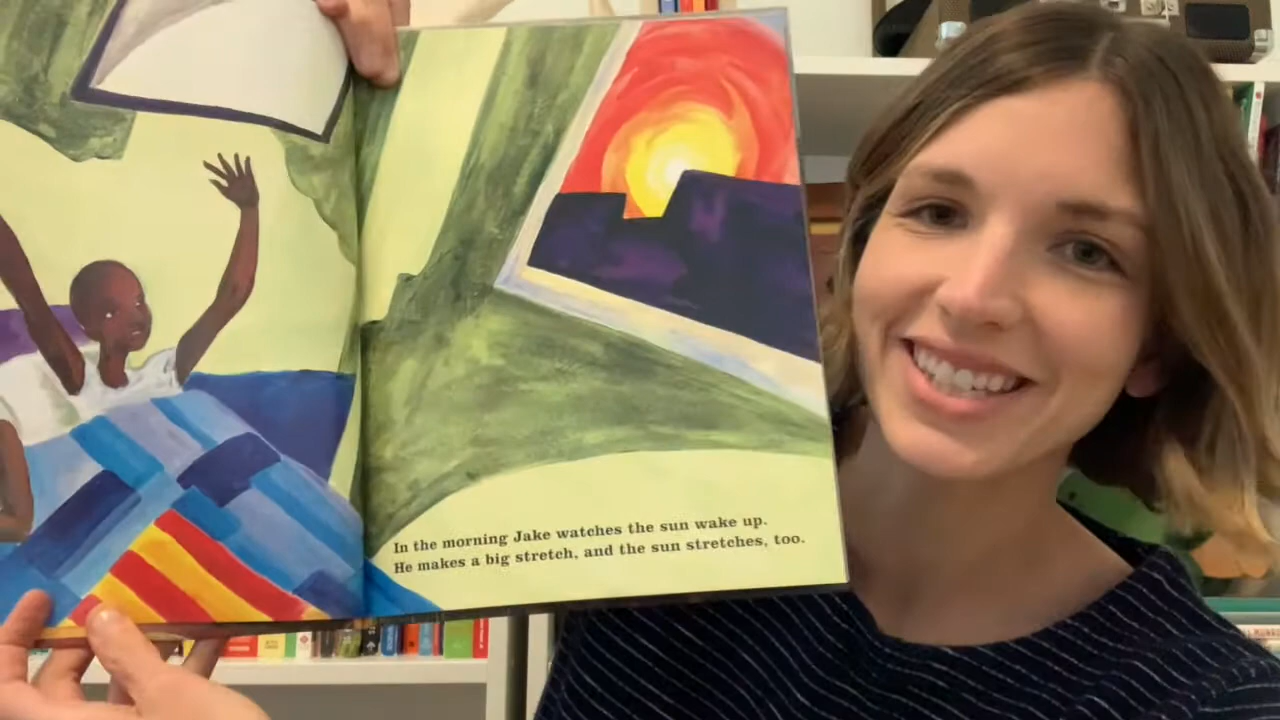 In the morning Jake watches the sun wake up.
He makes a big stretch, and the sun stretches, too.